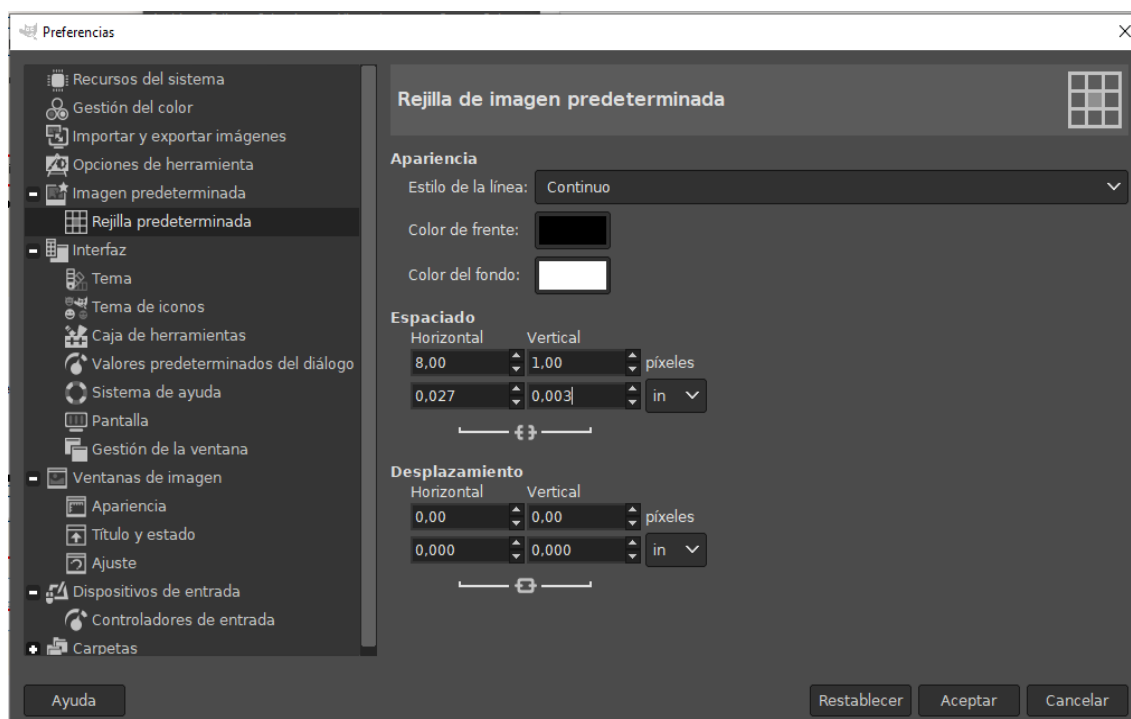 Preferencias
Recursos del sistema
Gestión del color
Importar y exportar imágenes
Opciones de herramienta
Imagen predeterminada
Rejilla predeterminada
Interfaz
Tema
Tema de iconos
Caja de herramientas
Valores predeterminados del diálogo
Sistema de ayuda
Pantalla
Gestión de la ventana
Ventanas de imagen
Apariencia
Título y estado
Ajuste
Dispositivos de entrada
Controladores de entrada
Carpetas
Rejilla de imagen predeterminada
Apariencia
Estilo de la línea: Continuo
Color de frente:
Color del fondo:
Espaciado
Horizontal Vertical
8,00 1,00 píxeles
0,027 0,003 in
Desplazamiento
Horizontal Vertical
0,00 0,00 píxeles
0,000 0,000 in
Ayuda Restablecer Aceptar Cancelar